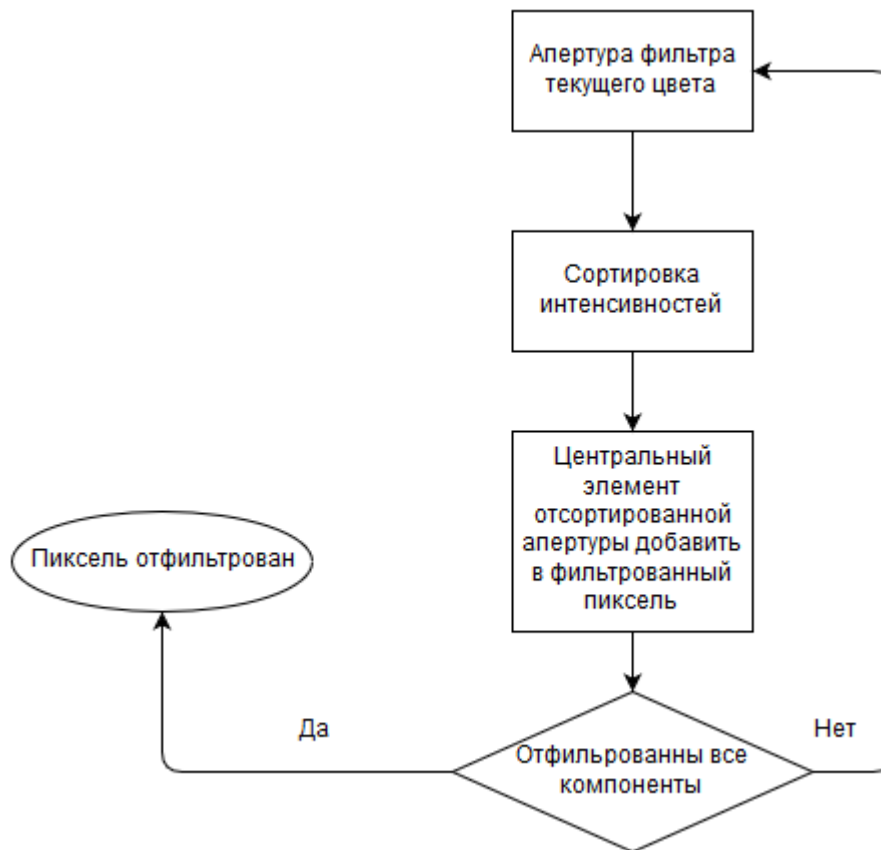 Апертура фильтра
текущего цвета
Сортировка
интенсивностей
Центральный
элемент
отсортированной
апертуры добавить
в фильтрованный
пиксель
Пиксель отфильтрован
Да
Нет
Отфильрованны все
компоненты